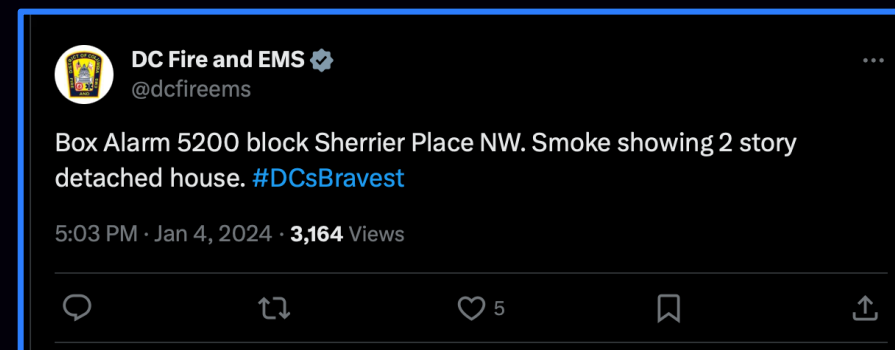 DC Fire and EMS
@dcfireems
Box Alarm 5200 block Sherrier Place NW. Smoke showing 2 story
detached house. #DCsBravest
5:03 PM · Jan 4, 2024 · 3,164 Views
5